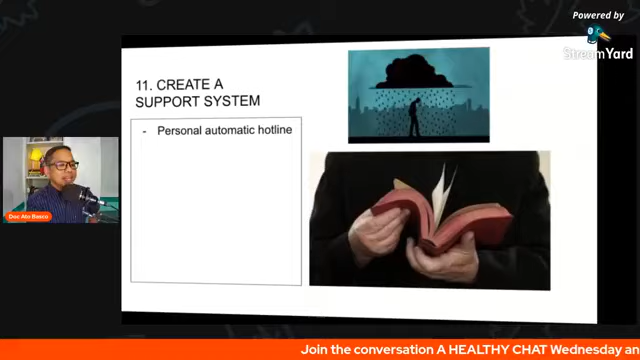 Powered by
StreamYard
11. CREATE A
SUPPORT SYSTEM
- Personal automatic hotline
Doc Ato Basco
Join the conversation A HEALTHY CHAT Wednesday an